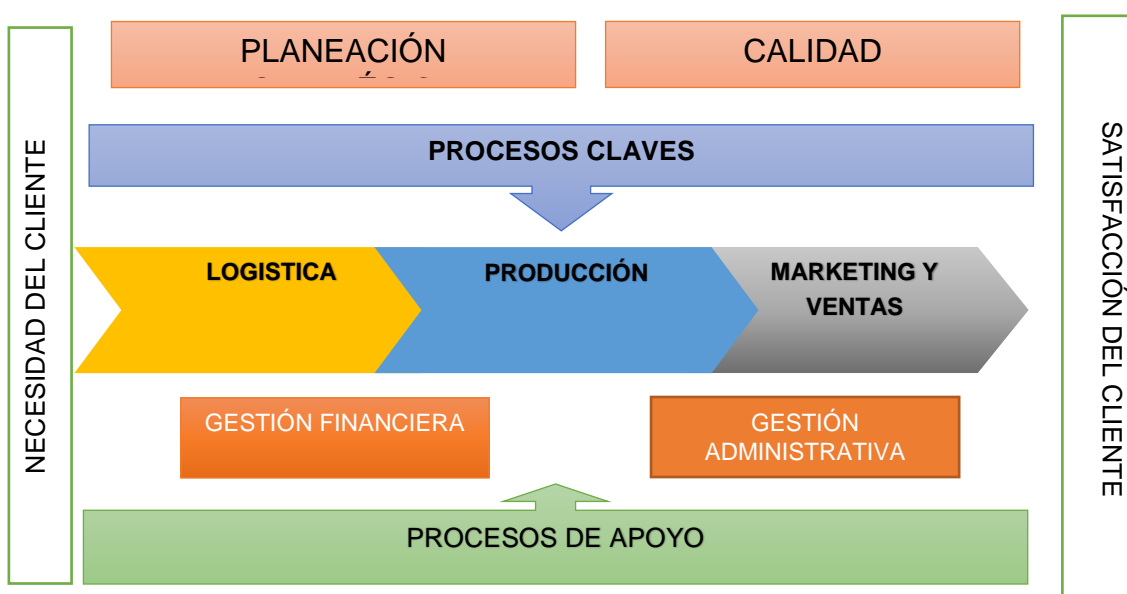 PLANEACIÓN
CALIDAD
NECESIDAD DEL CLIENTE
PROCESOS CLAVES
SATISFACCIÓN DEL CLIENTE
LOGISTICA
PRODUCCIÓN
MARKETING Y
VENTAS
GESTIÓN FINANCIERA
GESTIÓN
ADMINISTRATIVA
PROCESOS DE APOYO